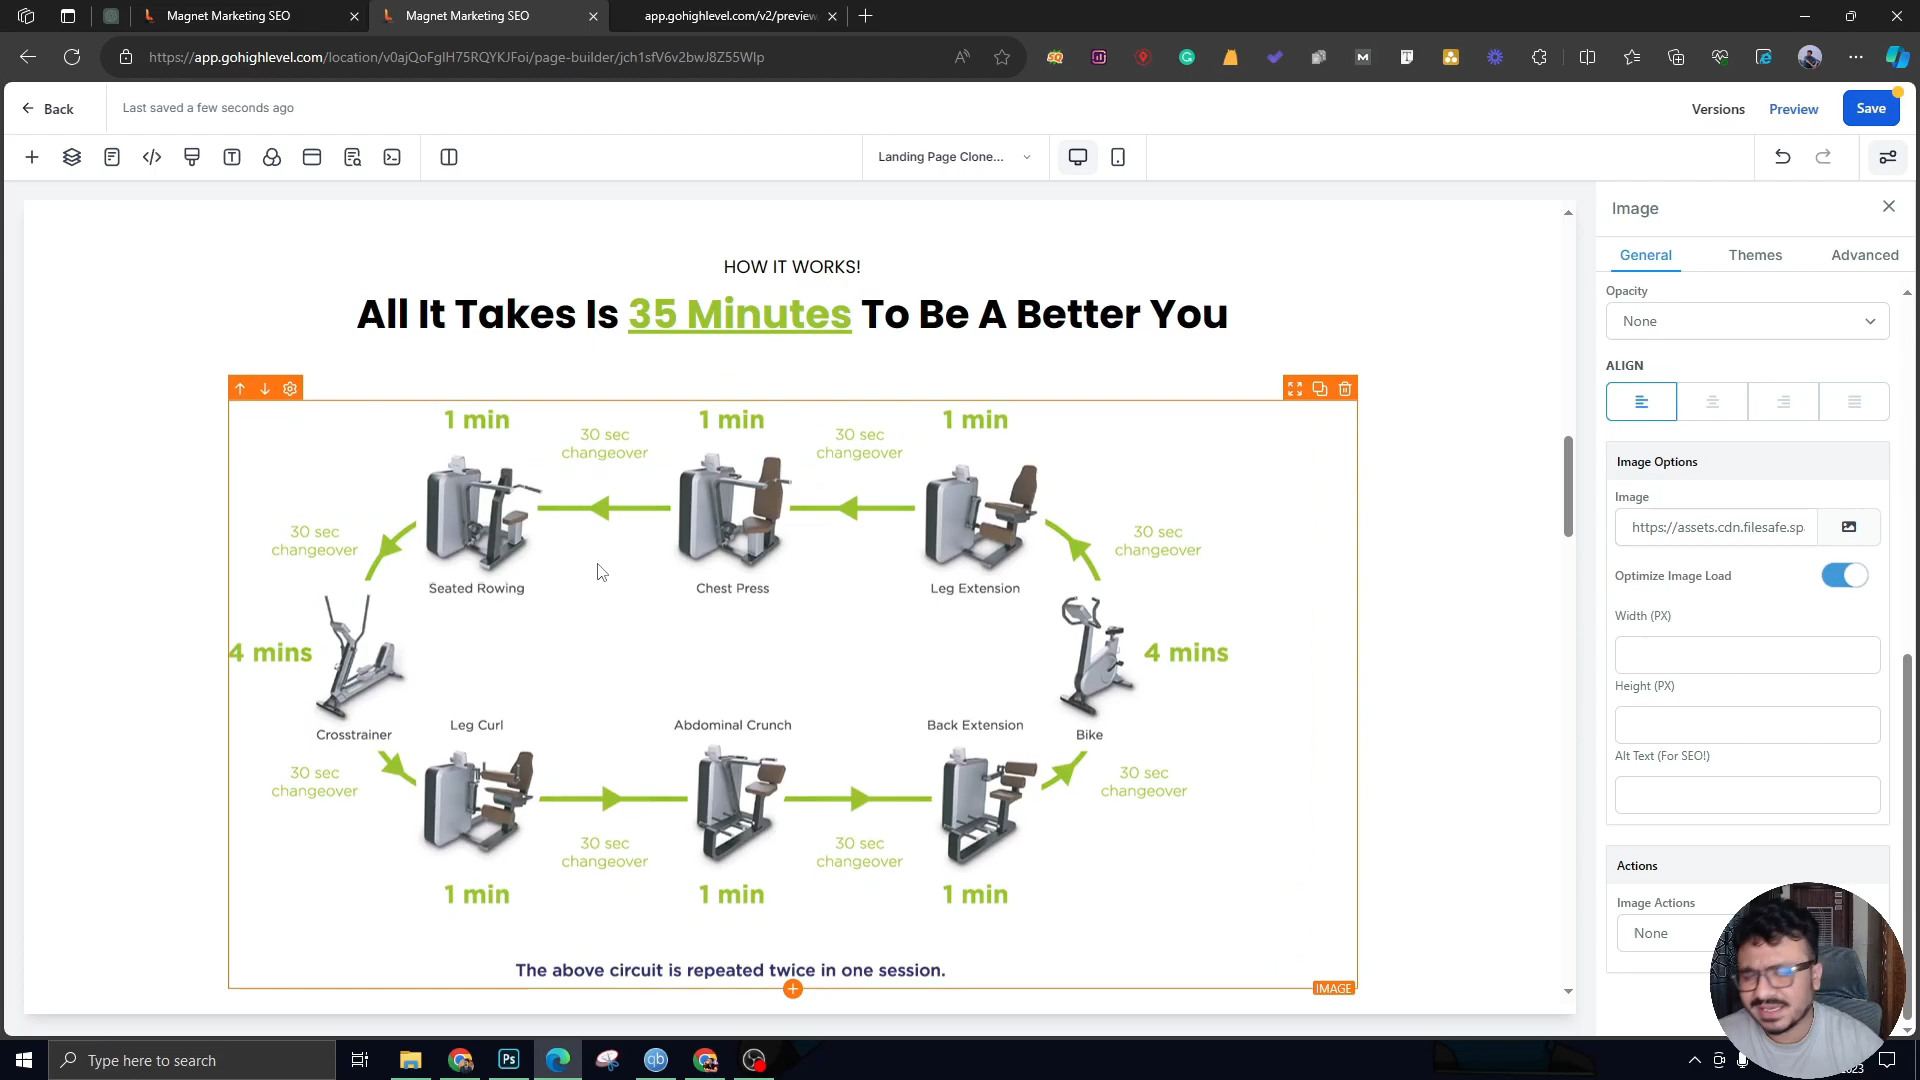 Magnet Marketing SEO
Magnet Marketing SEO
app.gohighlevel.com/v2/preview
https://app.gohighlevel.com/location/v0ajQoFglH75RQYKJFoi/page-builder/jch1sfV6v2bwJ8Z55Wlp
Back
Last saved a few seconds ago
Versions
Preview
Save
Landing Page Clone...
Image
General
Themes
Advanced
Opacity
None
ALIGN
Image Options
Image
https://assets.cdn.filesafe.sp
Optimize Image Load
Width (PX)
Height (PX)
Alt Text (For SEO!)
Actions
Image Actions
None
HOW IT WORKS!
All It Takes Is 35 Minutes To Be A Better You
1 min
1 min
1 min
30 sec
changeover
30 sec
changeover
30 sec
changeover
30 sec
changeover
Seated Rowing
Chest Press
Leg Extension
4 mins
4 mins
Crosstrainer
Leg Curl
Abdominal Crunch
Back Extension
Bike
30 sec
changeover
30 sec
changeover
30 sec
changeover
30 sec
changeover
1 min
1 min
1 min
The above circuit is repeated twice in one session.
IMAGE
Type here to search
Ps
qb